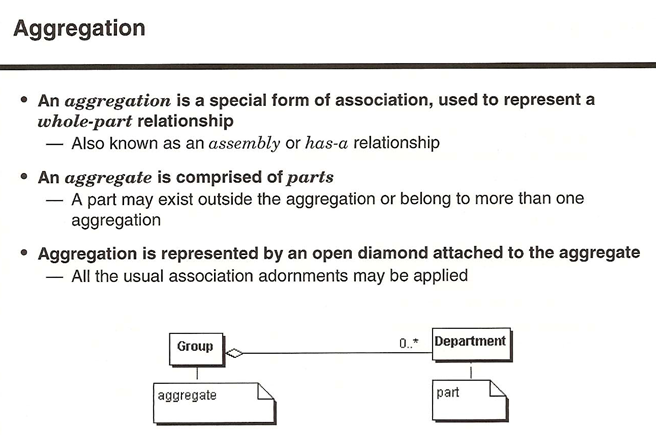 Aggregation
• An aggregation is a special form of association, used to represent a
whole-part relationship
— Also known as an assembly or has-a relationship
• An aggregate is comprised of parts
— A part may exist outside the aggregation or belong to more than one
aggregation
• Aggregation is represented by an open diamond attached to the aggregate
— All the usual association adornments may be applied
Group
0..*
Department
aggregate
part